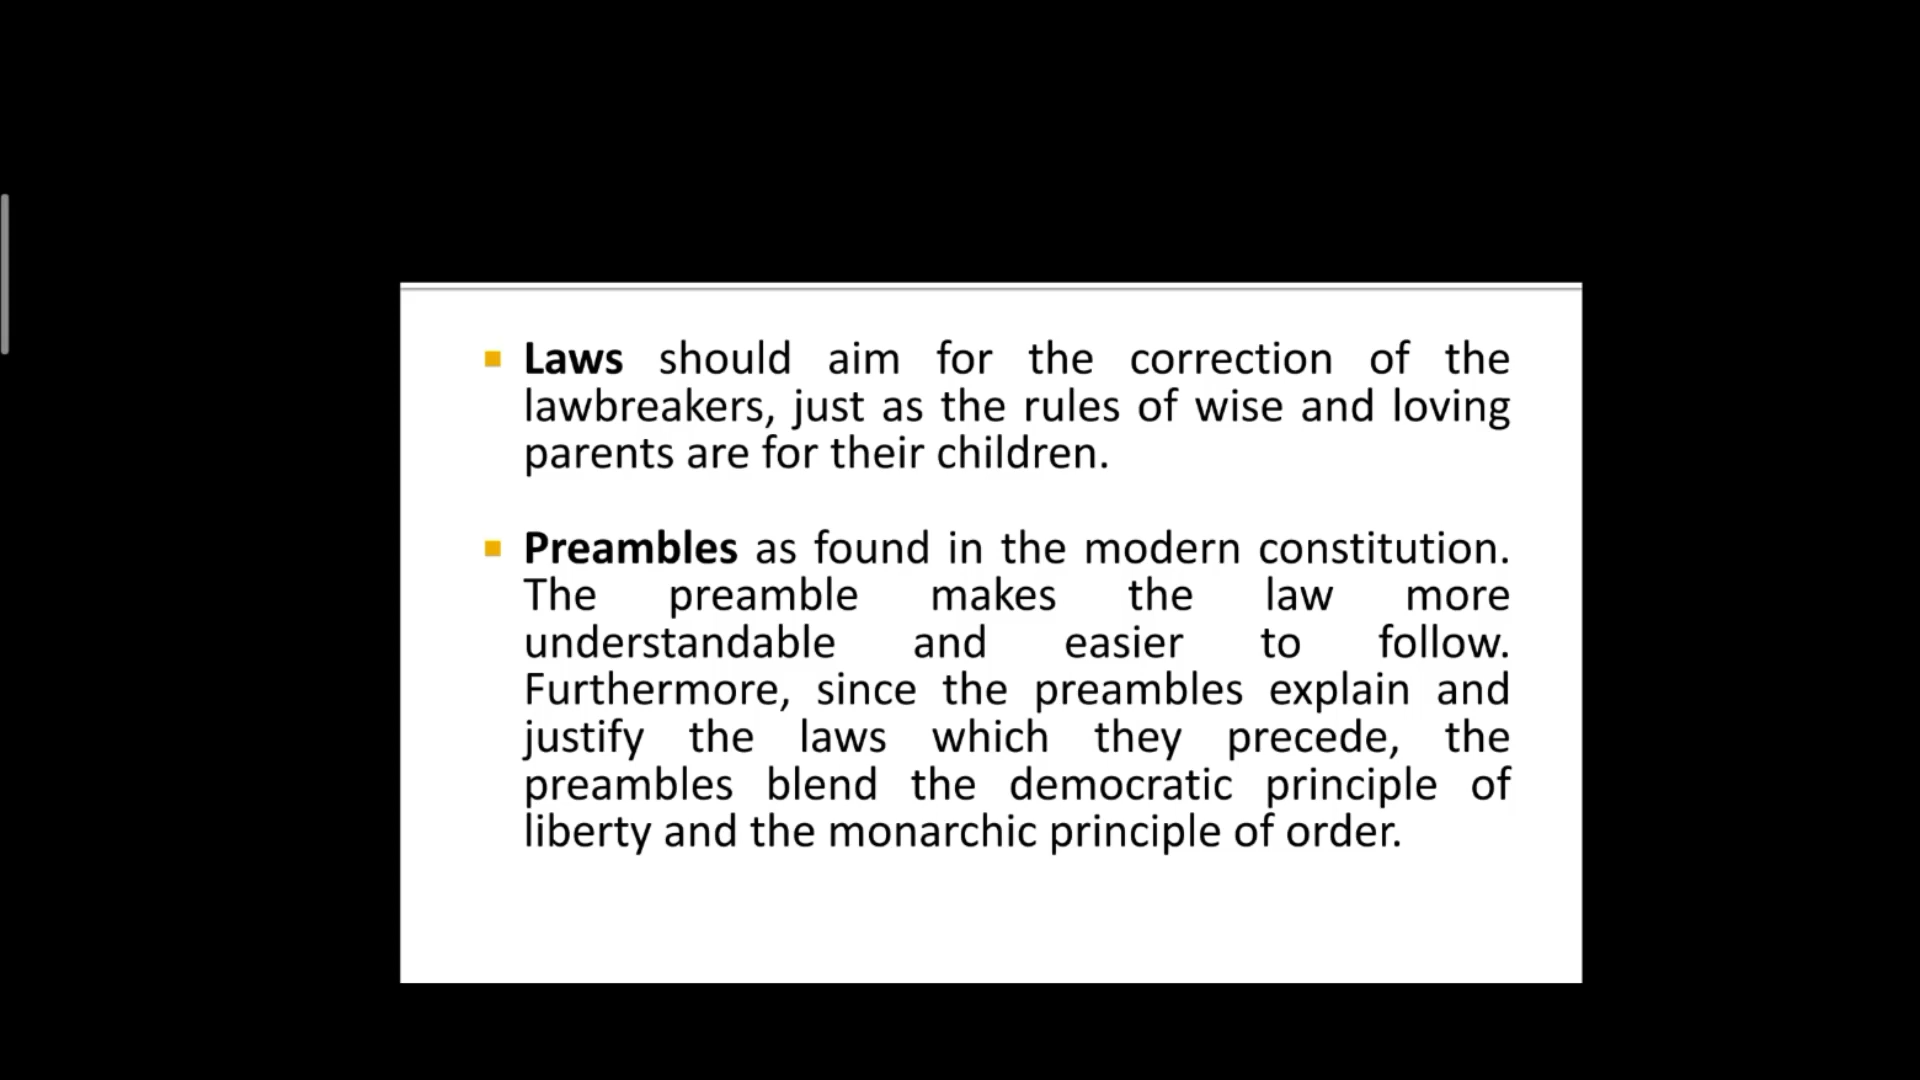 Laws should aim for the correction of the
lawbreakers, just as the rules of wise and loving
parents are for their children.
Preambles as found in the modern constitution.
The preamble makes the law more
understandable and easier to follow.
Furthermore, since the preambles explain and
justify the laws which they precede, the
preambles blend the democratic principle of
liberty and the monarchic principle of order.